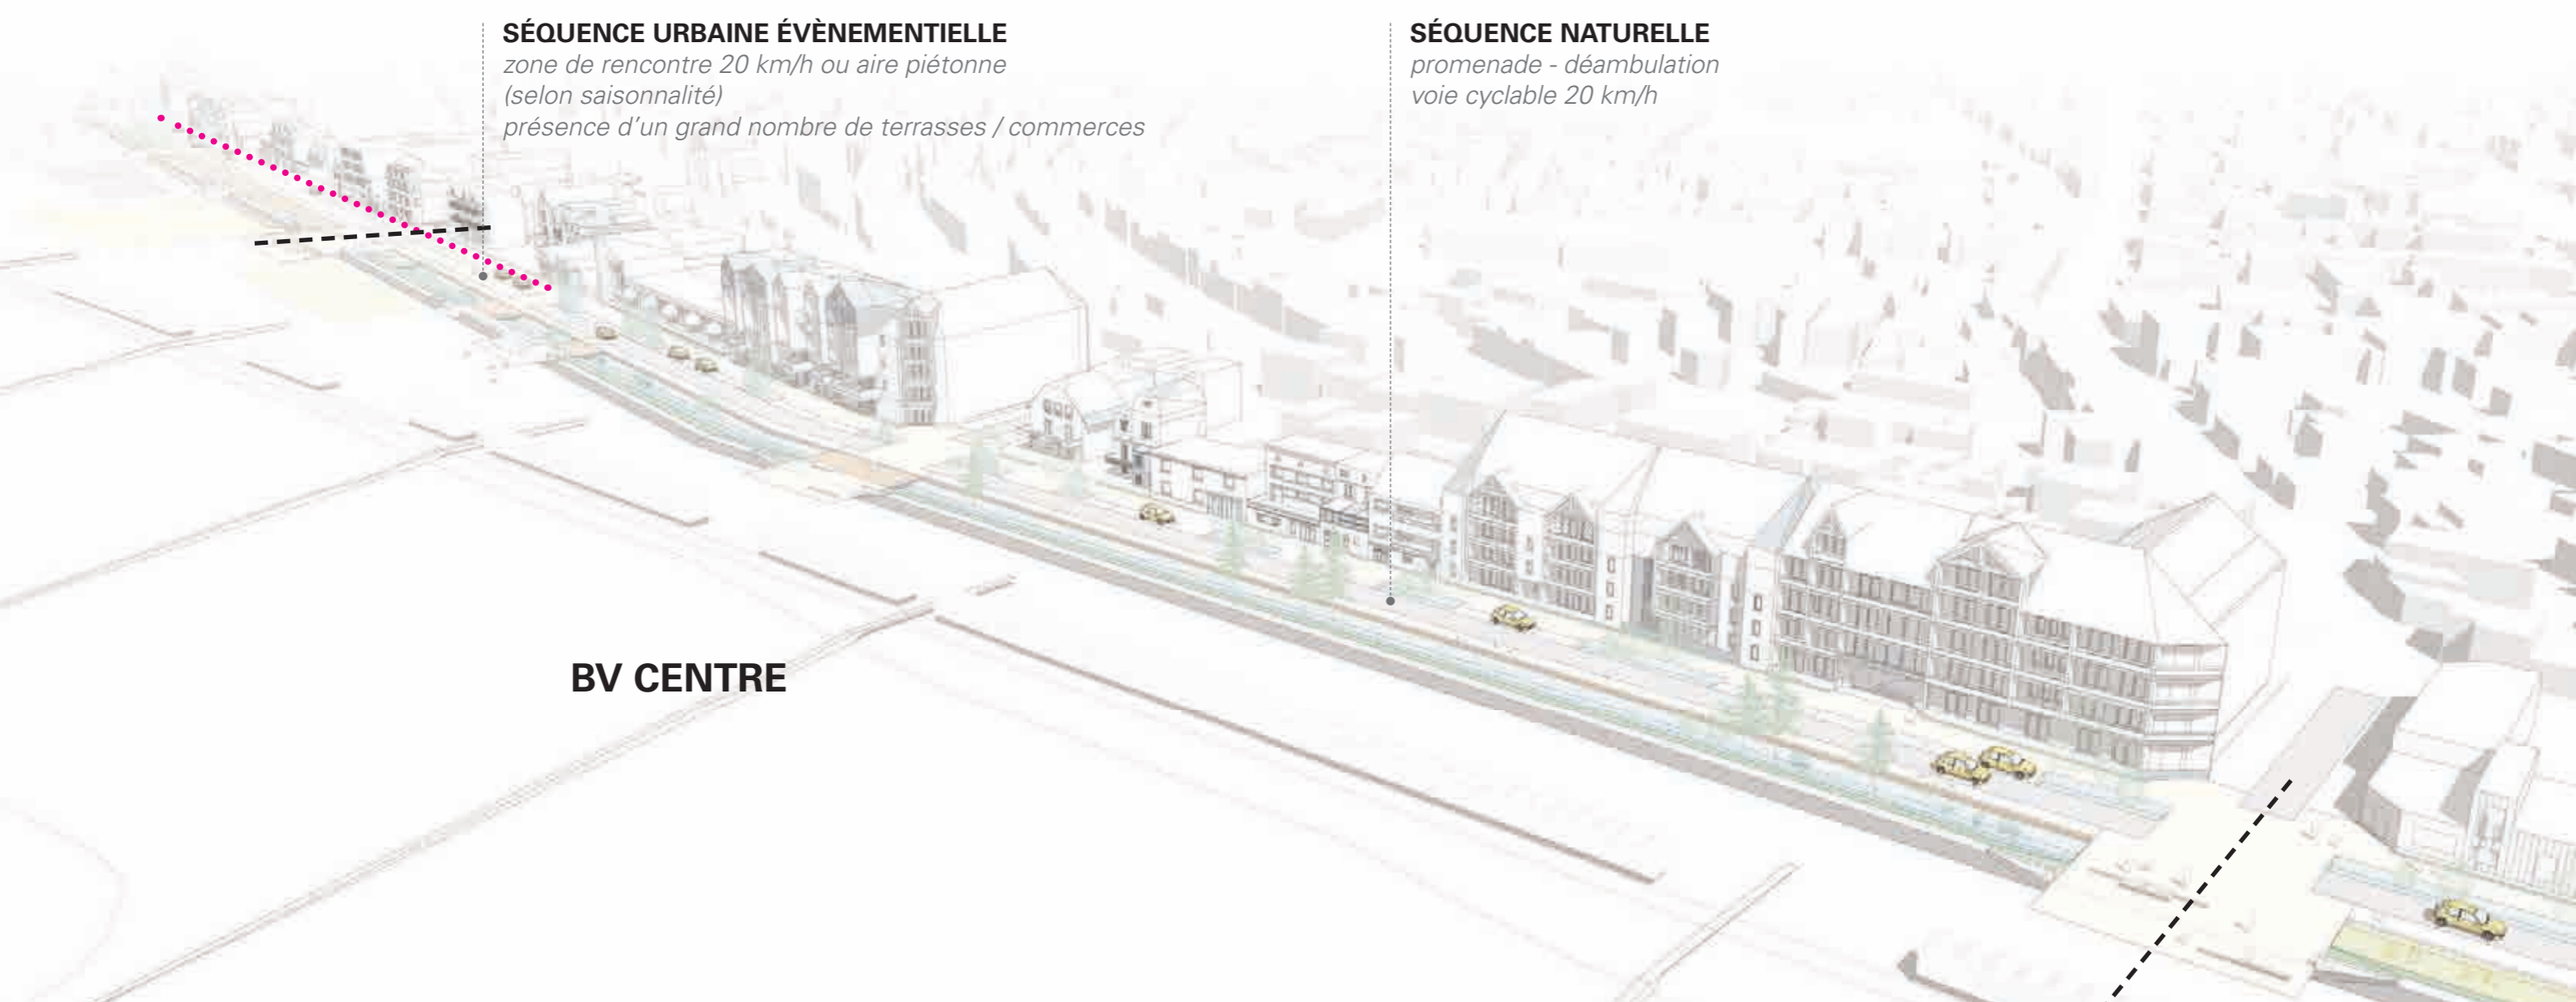 SÉQUENCE URBAINE ÉVÈNEMENTIELLE
zone de rencontre 20 km/h ou aire piétonne
(selon saisonnalité)
présence d'un grand nombre de terrasses / commerces
SÉQUENCE NATURELLE
promenade - déambulation
voie cyclable 20 km/h
BV CENTRE